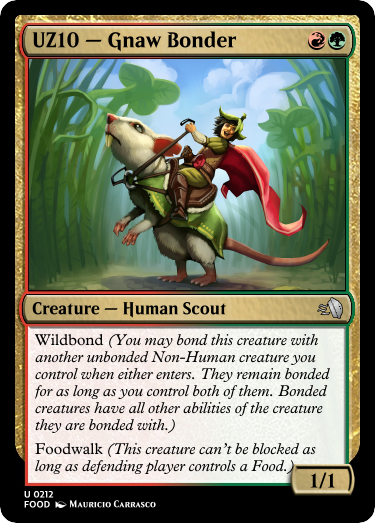 UZ10 — Gnaw Bonder
Creature — Human Scout
Wildbond (You may bond this creature with
another unbonded Non-Human creature you
control when either enters. They remain bonded
for as long as you control both of them. Bonded
creatures have all other abilities of the creature
they are bonded with.)
Foodwalk (This creature can't be blocked as
long as defending player controls a Food.)
1/1
U 0212
FOOD Mauricio Carrasco